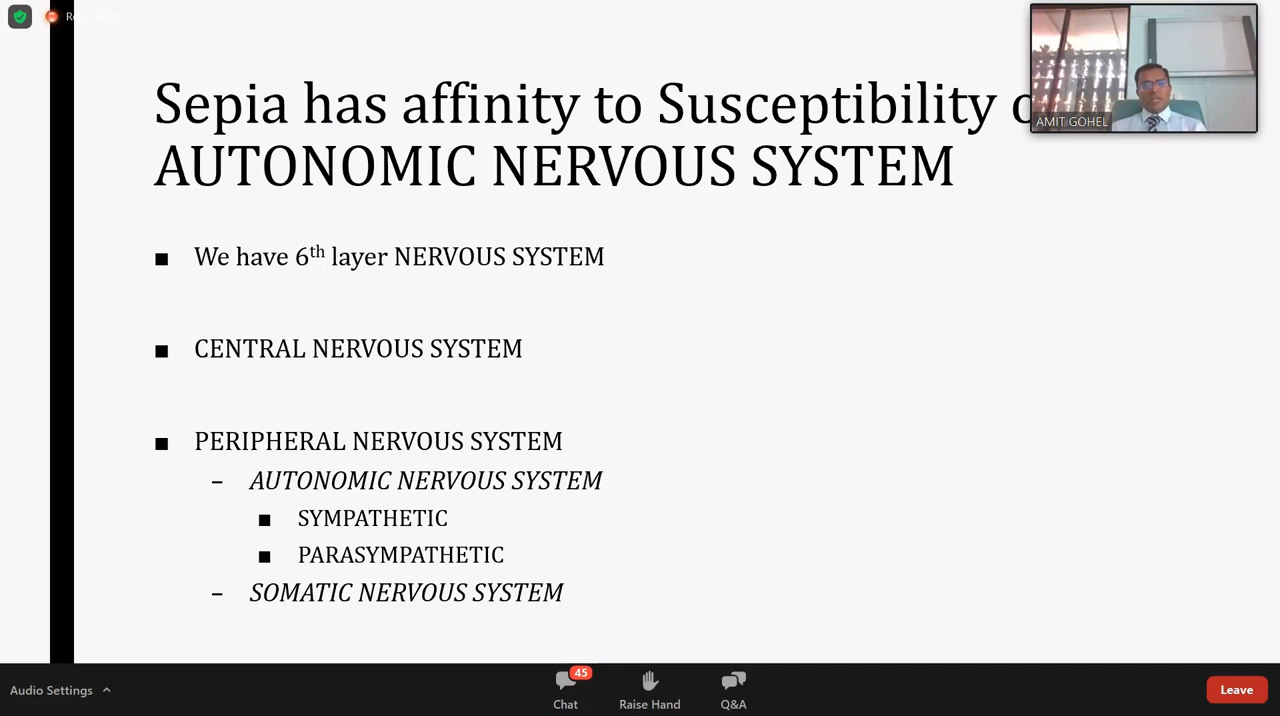 Sepia has affinity to Susceptibility
AUTONOMIC NERVOUS SYSTEM
AMIT GOHEL
■ We have 6th layer NERVOUS SYSTEM
■ CENTRAL NERVOUS SYSTEM
■ PERIPHERAL NERVOUS SYSTEM
– AUTONOMIC NERVOUS SYSTEM
■ SYMPATHETIC
■ PARASYMPATHETIC
– SOMATIC NERVOUS SYSTEM
Audio Settings
45
Chat
Raise Hand
Q&A
Leave